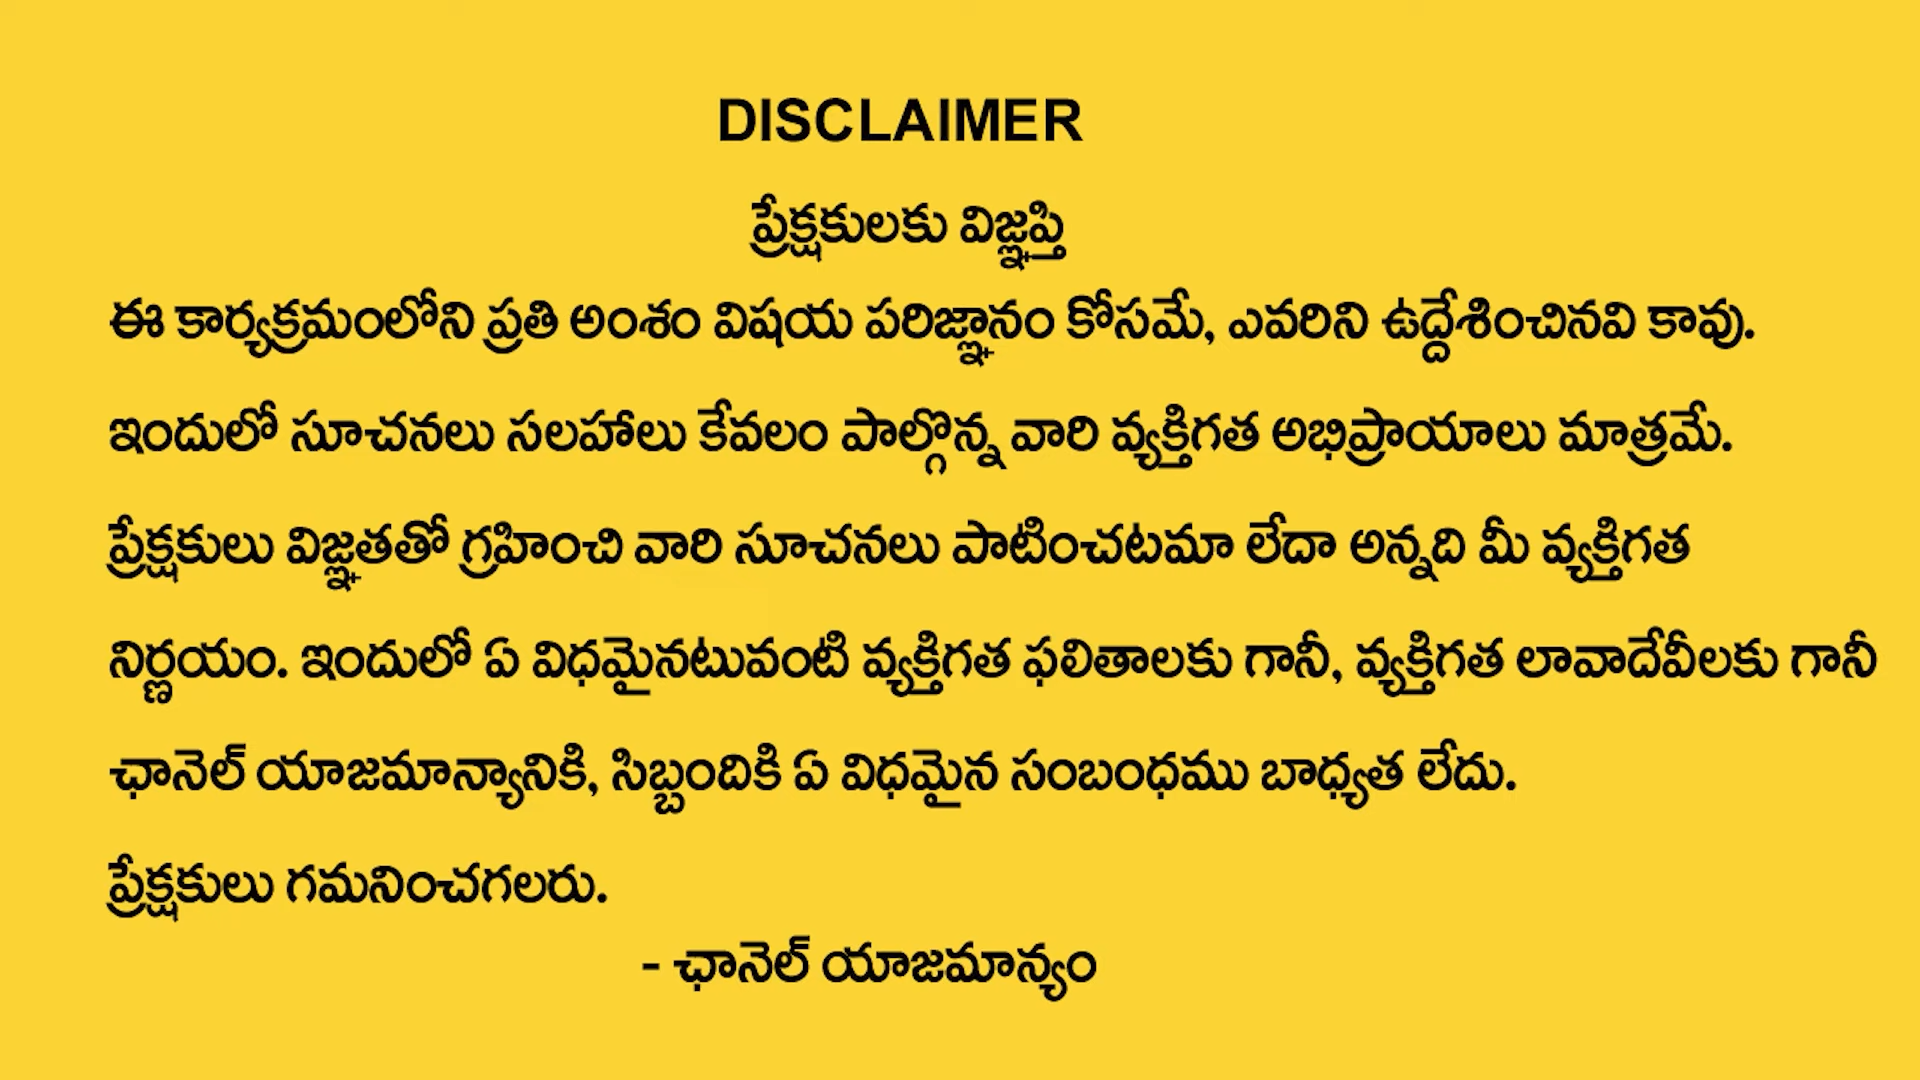 DISCLAIMER
ప్రేక్షకులకు విజ్ఞప్తి
ఈ కార్యక్రమంలోని ప్రతి అంశం విషయ పరిజ్ఞానం కోసమే, ఎవరిని ఉద్దేశించినవి కావు.
ఇందులో సూచనలు సలహాలు కేవలం పాల్గొన్న వారి వ్యక్తిగత అభిప్రాయాలు మాత్రమే.
ప్రేక్షకులు విజ్ఞతతో గ్రహించి వారి సూచనలు పాటించటమా లేదా అన్నది మీ వ్యక్తిగత
నిర్ణయం. ఇందులో ఏ విధమైనటువంటి వ్యక్తిగత ఫలితాలకు గానీ, వ్యక్తిగత లావాదేవీలకు గానీ
ఛానెల్ యాజమాన్యానికి, సిబ్బందికి ఏ విధమైన సంబంధము బాధ్యత లేదు.
ప్రేక్షకులు గమనించగలరు.
- ఛానెల్ యాజమాన్యం